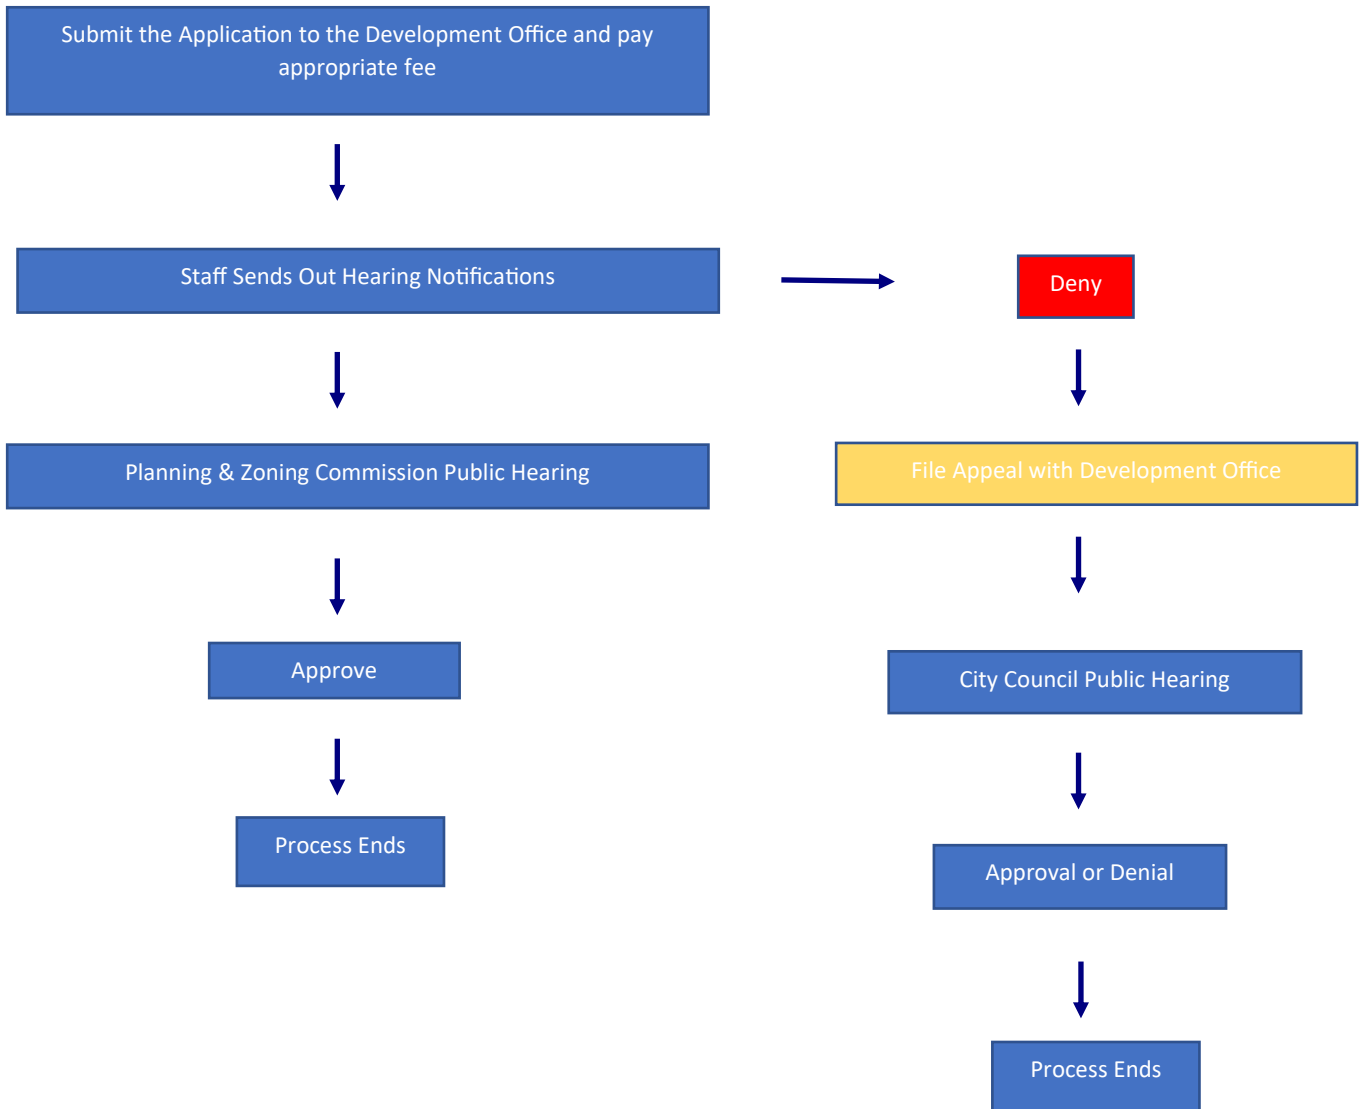 Submit the Application to the Development Office and pay
appropriate fee
Staff Sends Out Hearing Notifications
Deny
Planning & Zoning Commission Public Hearing
File Appeal with Development Office
Approve
City Council Public Hearing
Process Ends
Approval or Denial
Process Ends